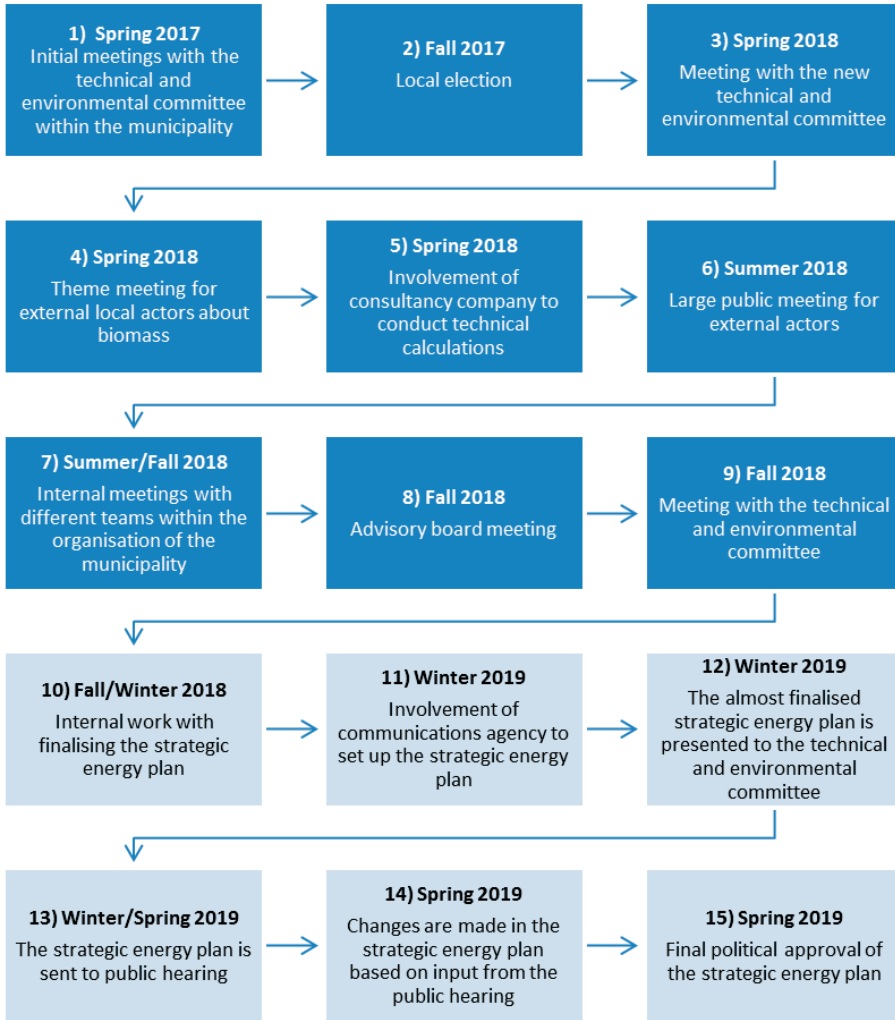 1) Spring 2017
Initial meetings with the
technical and
environmental committee
within the municipality
2) Fall 2017
Local election
3) Spring 2018
Meeting with the new
technical and
environmental committee
4) Spring 2018
Theme meeting for
external local actors about
biomass
5) Spring 2018
Involvement of
consultancy company to
conduct technical
calculations
6) Summer 2018
Large public meeting for
external actors
7) Summer/Fall 2018
Internal meetings with
different teams within the
organisation of the
municipality
8) Fall 2018
Advisory board meeting
9) Fall 2018
Meeting with the technical
and environmental
committee
10) Fall/Winter 2018
Internal work with
finalising the strategic
energy plan
11) Winter 2019
Involvement of
communications agency to
set up the strategic energy
plan
12) Winter 2019
The almost finalised
strategic energy plan is
presented to the technical
and environmental
committee
13) Winter/Spring 2019
The strategic energy plan is
sent to public hearing
14) Spring 2019
Changes are made in the
strategic energy plan
based on input from the
public hearing
15) Spring 2019
Final political approval of
the strategic energy plan